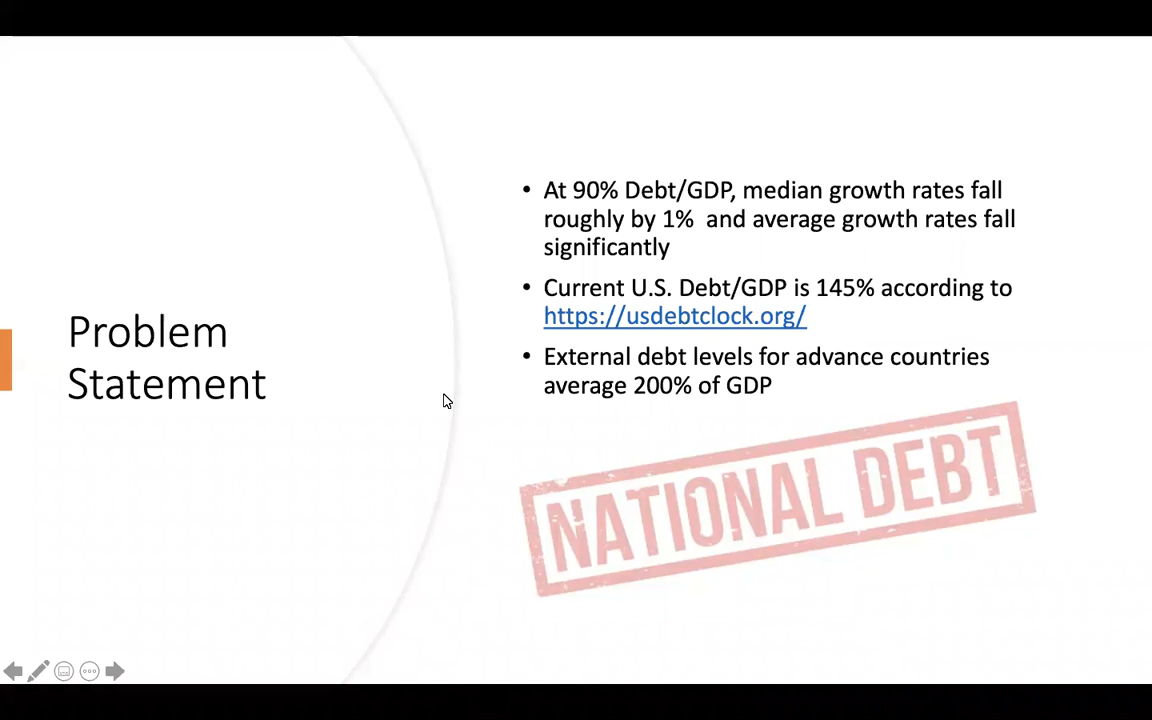 Problem
Statement
• At 90% Debt/GDP, median growth rates fall
roughly by 1%  and average growth rates fall
significantly
• Current U.S. Debt/GDP is 145% according to
https://usdebtclock.org/
• External debt levels for advance countries
average 200% of GDP
NATIONAL DEBT